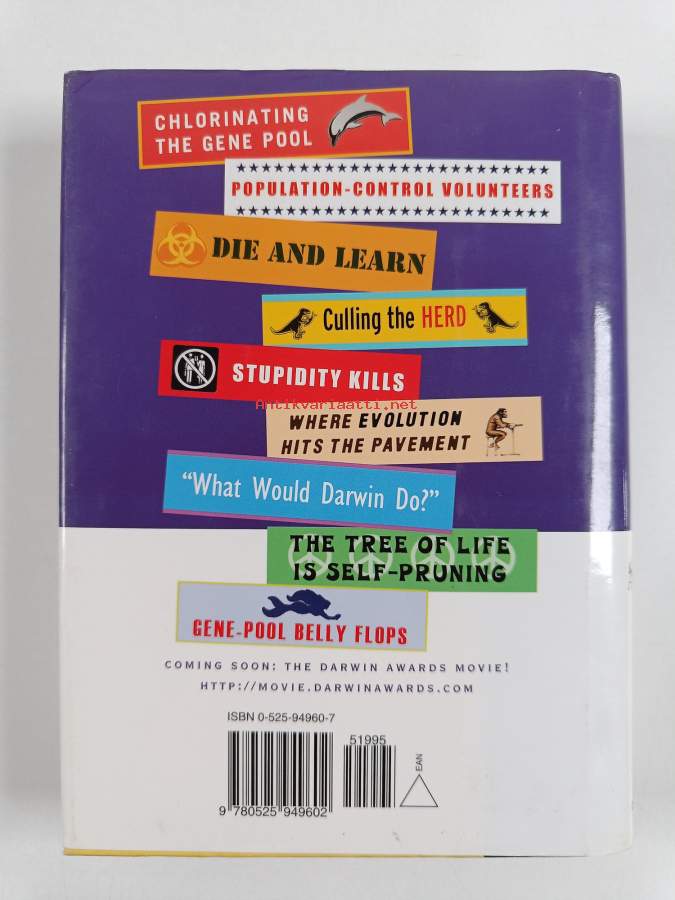 CHLORINATING
THE GENE POOL
POPULATION-CONTROL VOLUNTEERS
DIE AND LEARN
Culling the HERD
STUPIDITY KILLS
Antikvariaatti.net
WHERE EVOLUTION
HITS THE PAVEMENT
“What Would Darwin Do?”
THE TREE OF LIFE
IS SELF-PRUNING
GENE-POOL BELLY FLOPS
COMING SOON: THE DARWIN AWARDS MOVIE!
HTTP://MOVIE.DARWINAWARDS.COM
ISBN 0-525-94960-7
51995
EAN
9 780525 949602